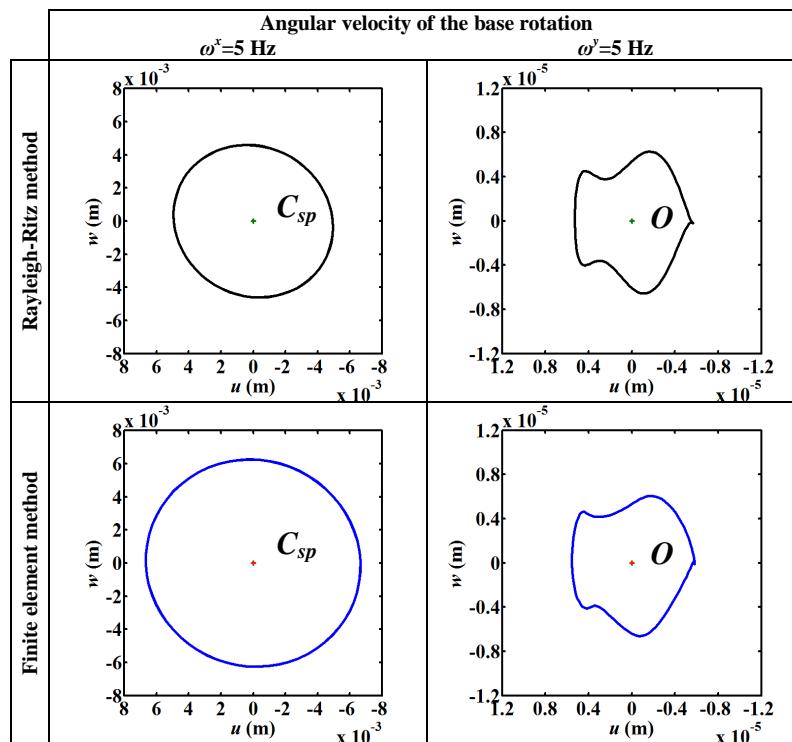 Angular velocity of the base rotation
ωˣ=5 Hz
ωʸ=5 Hz
Rayleigh-Ritz method
x 10⁻³
8
6
4
2
0
-2
-4
-6
-8
w (m)
C_sp
8 6 4 2 0 -2 -4 -6 -8
u (m)
x 10⁻³
x 10⁻⁵
1.2
0.8
0.4
0
-0.4
-0.8
-1.2
w (m)
O
1.2 0.8 0.4 0 -0.4 -0.8 -1.2
u (m)
x 10⁻⁵
Finite element method
x 10⁻³
8
6
4
2
0
-2
-4
-6
-8
w (m)
C_sp
8 6 4 2 0 -2 -4 -6 -8
u (m)
x 10⁻³
x 10⁻⁵
1.2
0.8
0.4
0
-0.4
-0.8
-1.2
w (m)
O
1.2 0.8 0.4 0 -0.4 -0.8 -1.2
u (m)
x 10⁻⁵